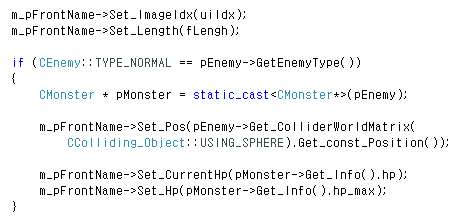 m_pFrontName->Set_ImageIdx(uiIdx);
m_pFrontName->Set_Length(fLengh);
if (CEnemy::TYPE_NORMAL == pEnemy->GetEnemyType())
{
CMonster * pMonster = static_cast<CMonster*>(pEnemy);
m_pFrontName->Set_Pos(pEnemy->Get_ColliderWorldMatrix(
CColliding_Object::USING_SPHERE).Get_const_Position());
m_pFrontName->Set_CurrentHp(pMonster->Get_Info().hp);
m_pFrontName->Set_Hp(pMonster->Get_Info().hp_max);
}